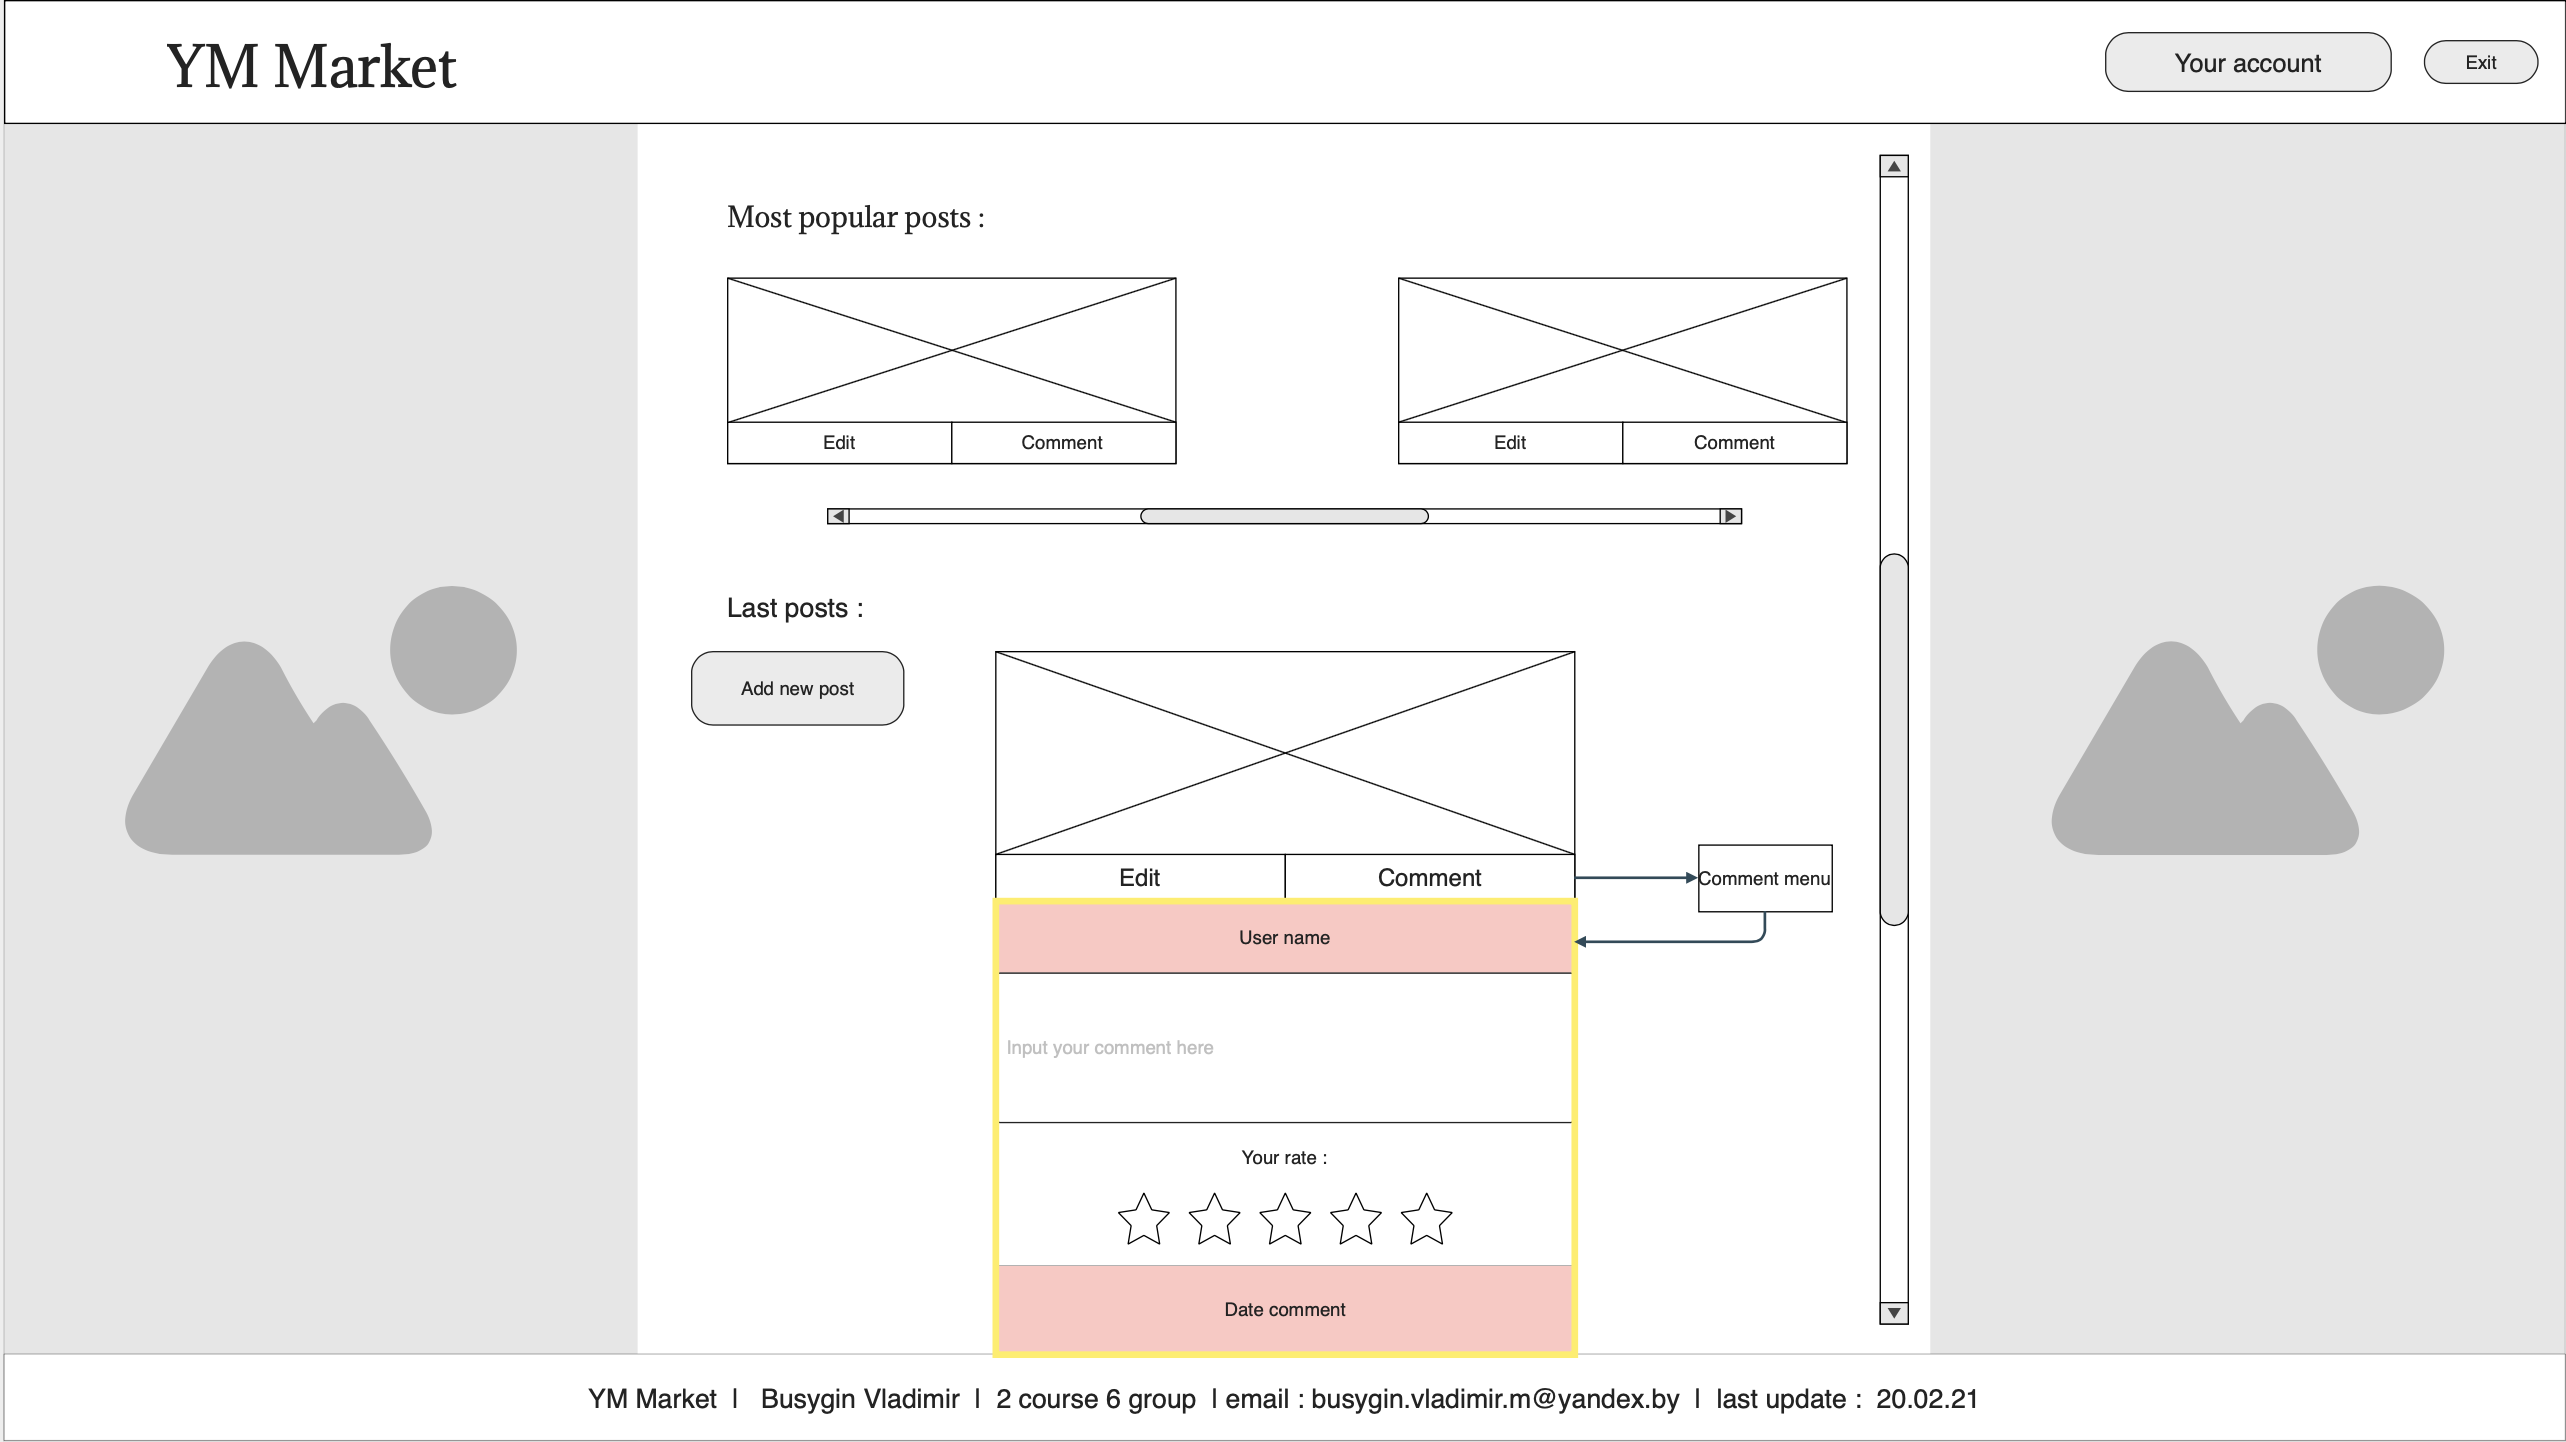 YM Market
Your account
Exit
Most popular posts :
Edit
Comment
Edit
Comment
Last posts :
Add new post
Edit
Comment
Comment menu
User name
Input your comment here
Your rate :
Date comment
YM Market | Busygin Vladimir | 2 course 6 group | email : busygin.vladimir.m@yandex.by | last update : 20.02.21